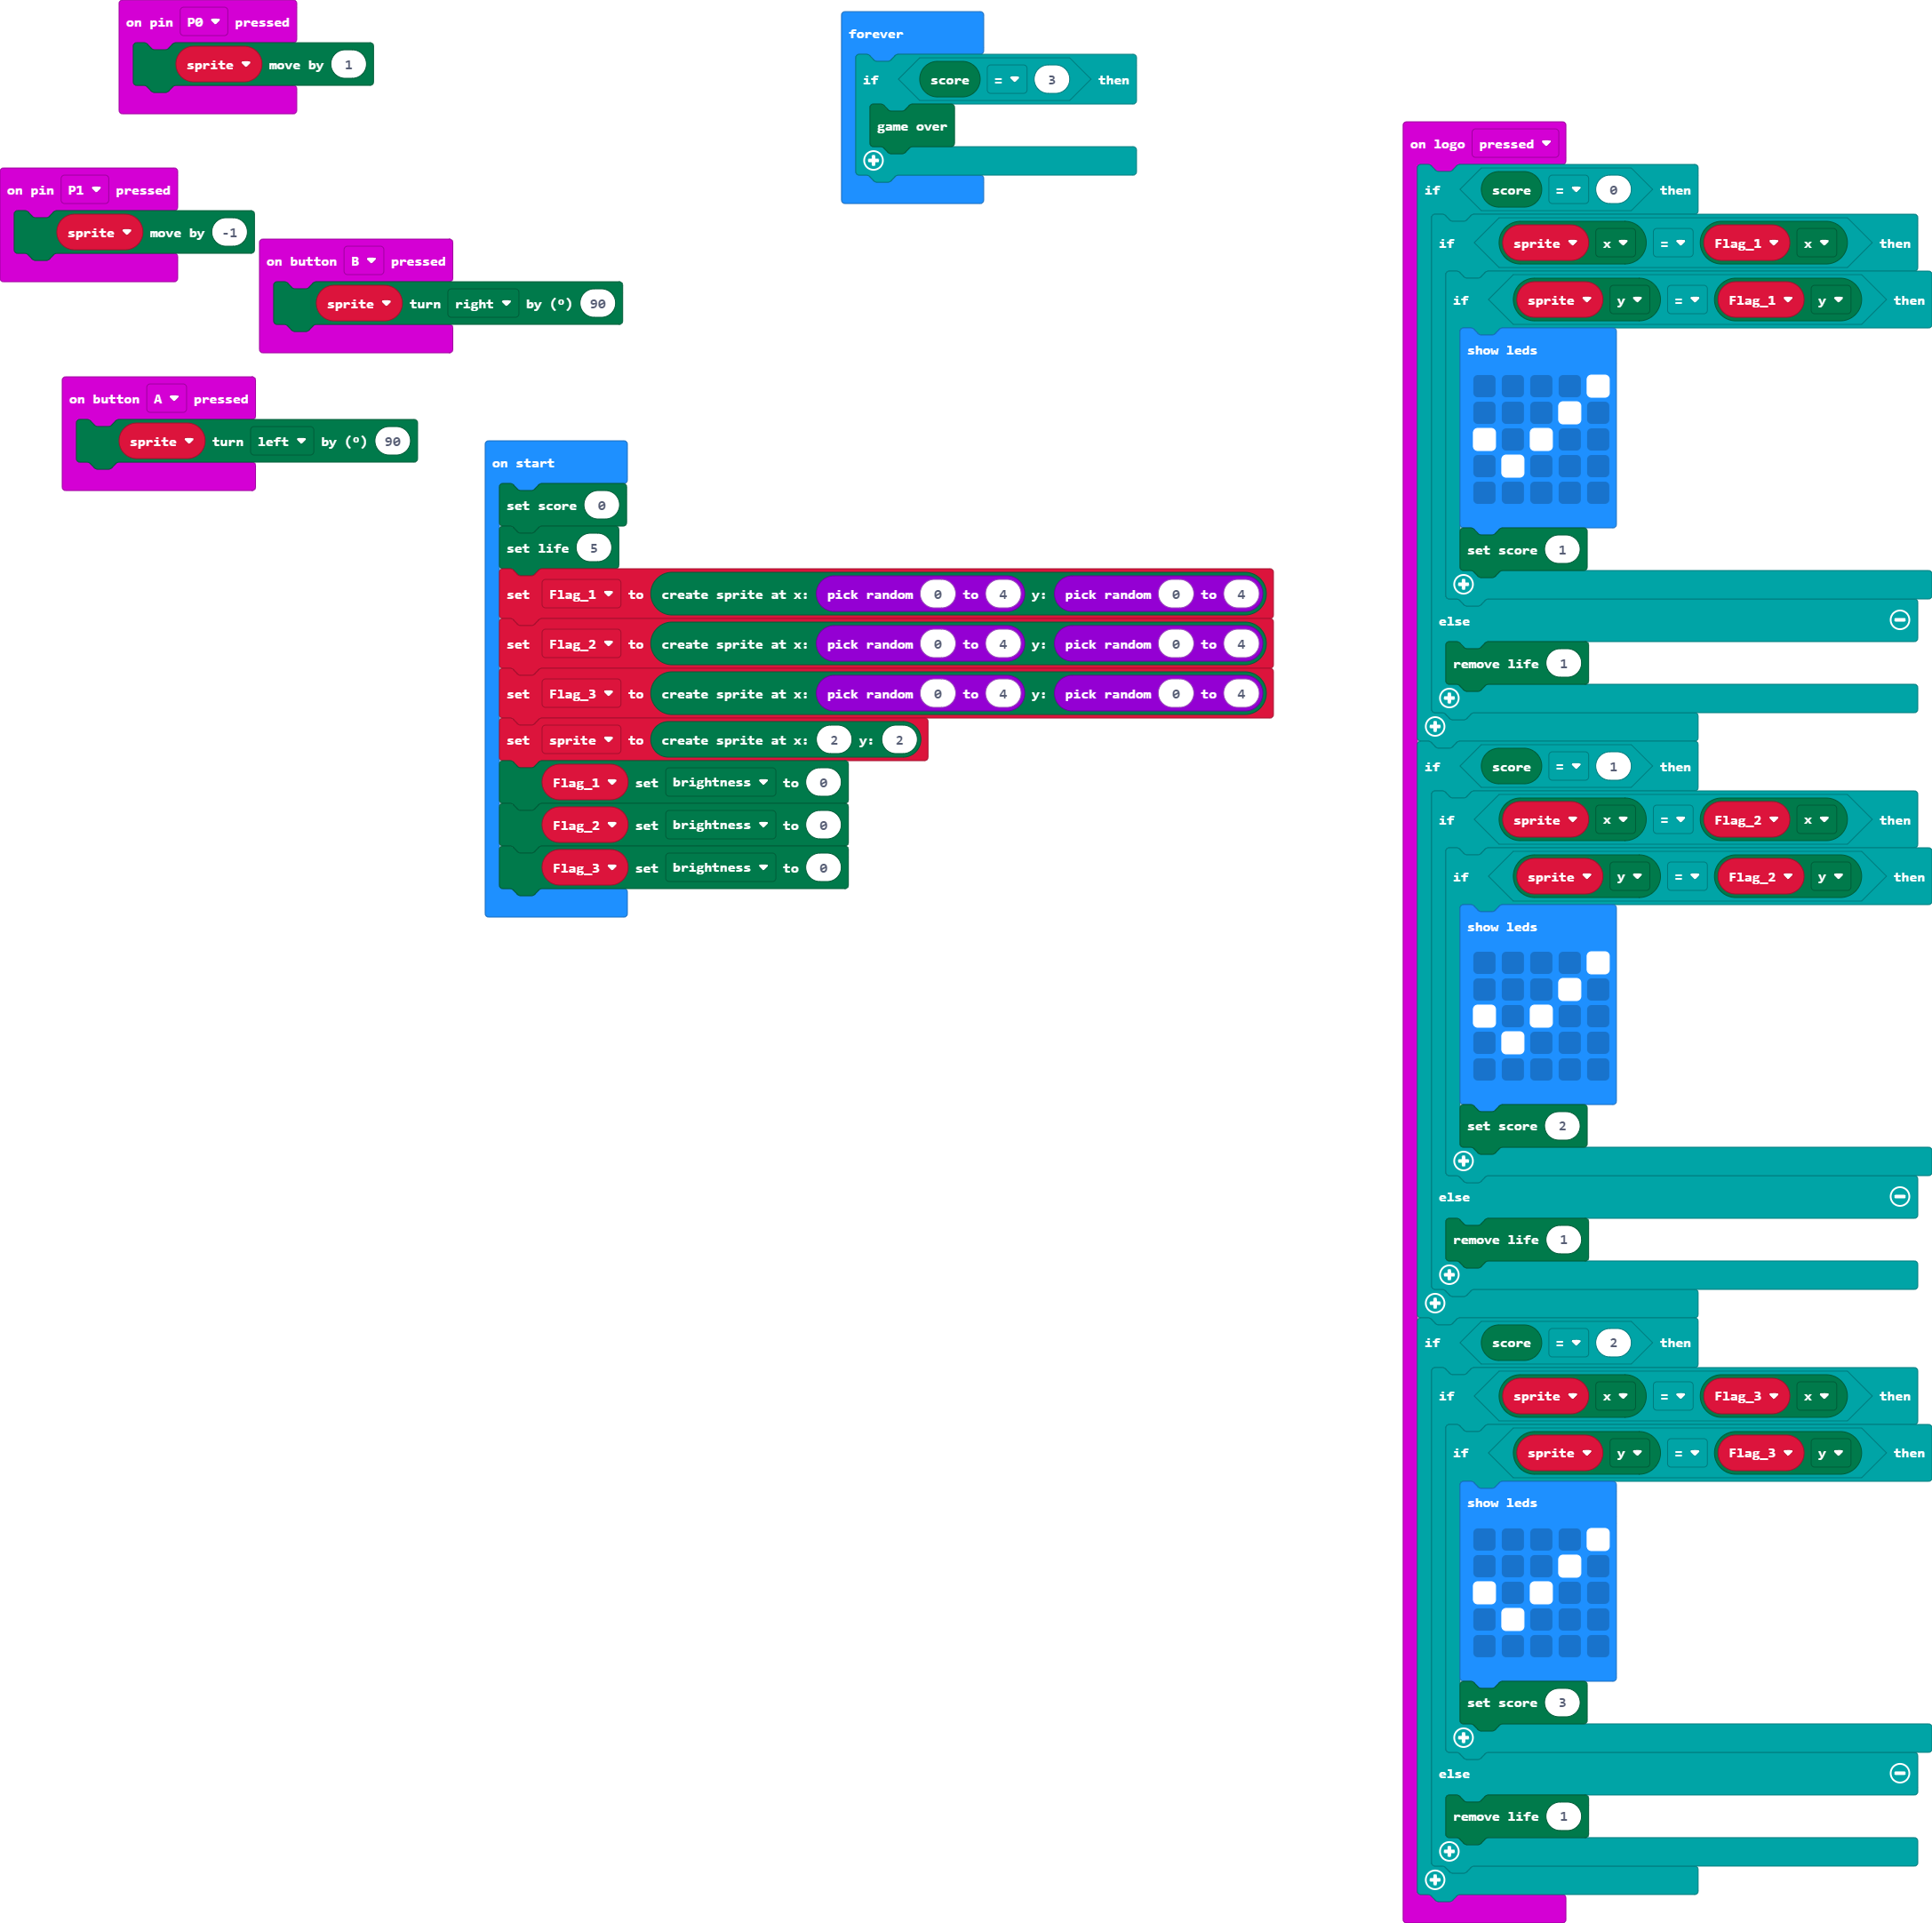 on pin P0 pressed
sprite move by 1
on pin P1 pressed
sprite move by -1
on button B pressed
sprite turn right by (º) 90
on button A pressed
sprite turn left by (º) 90
on start
set score 0
set life 5
set Flag_1 to create sprite at x: pick random 0 to 4 y: pick random 0 to 4
set Flag_2 to create sprite at x: pick random 0 to 4 y: pick random 0 to 4
set Flag_3 to create sprite at x: pick random 0 to 4 y: pick random 0 to 4
set sprite to create sprite at x: 2 y: 2
Flag_1 set brightness to 0
Flag_2 set brightness to 0
Flag_3 set brightness to 0
forever
if score = 3 then
game over
on logo pressed
if score = 0 then
if sprite x = Flag_1 x then
if sprite y = Flag_1 y then
show leds
set score 1
else
remove life 1
if score = 1 then
if sprite x = Flag_2 x then
if sprite y = Flag_2 y then
show leds
set score 2
else
remove life 1
if score = 2 then
if sprite x = Flag_3 x then
if sprite y = Flag_3 y then
show leds
set score 3
else
remove life 1